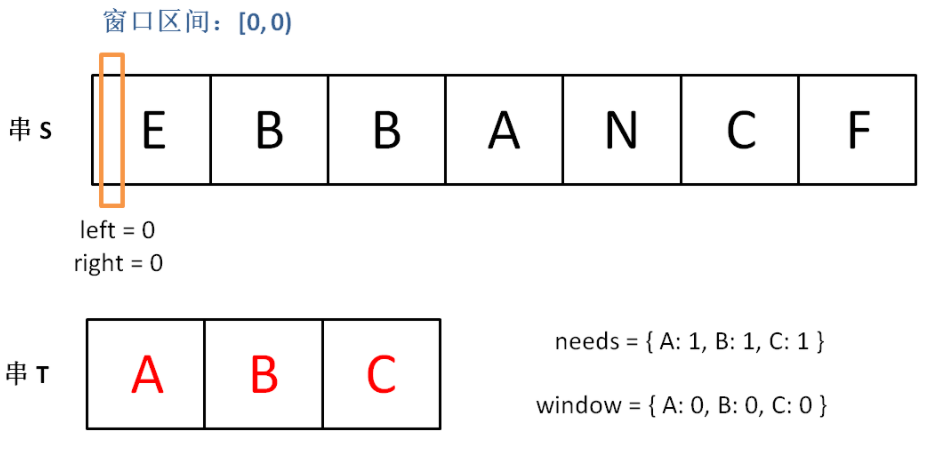 窗口区间：[0, 0)
串 S
E B B A N C F
left = 0
right = 0
串 T
A B C
needs = { A: 1, B: 1, C: 1 }
window = { A: 0, B: 0, C: 0 }